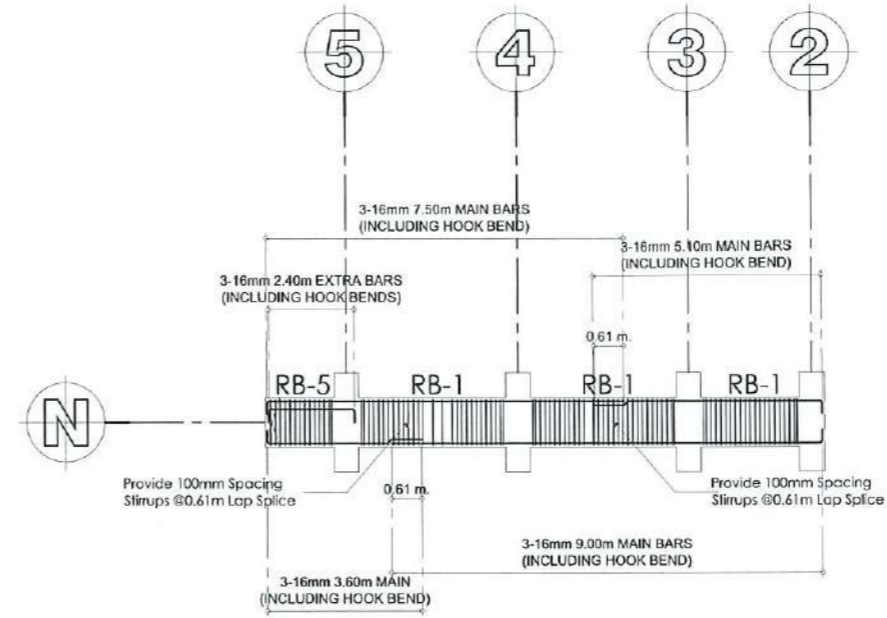 5 4 3 2
3-16mm 7.50m MAIN BARS
(INCLUDING HOOK BEND)
3-16mm 5.10m MAIN BARS
(INCLUDING HOOK BEND)
3-16mm 2.40m EXTRA BARS
(INCLUDING HOOK BENDS)
0.61 m.
RB-5 RB-1 RB-1 RB-1
N
Provide 100mm Spacing
Stirrups @0.61m Lap Splice
0.61 m.
Provide 100mm Spacing
Stirrups @0.61m Lap Splice
3-16mm 9.00m MAIN BARS
(INCLUDING HOOK BEND)
3-16mm 3.60m MAIN
(INCLUDING HOOK BEND)